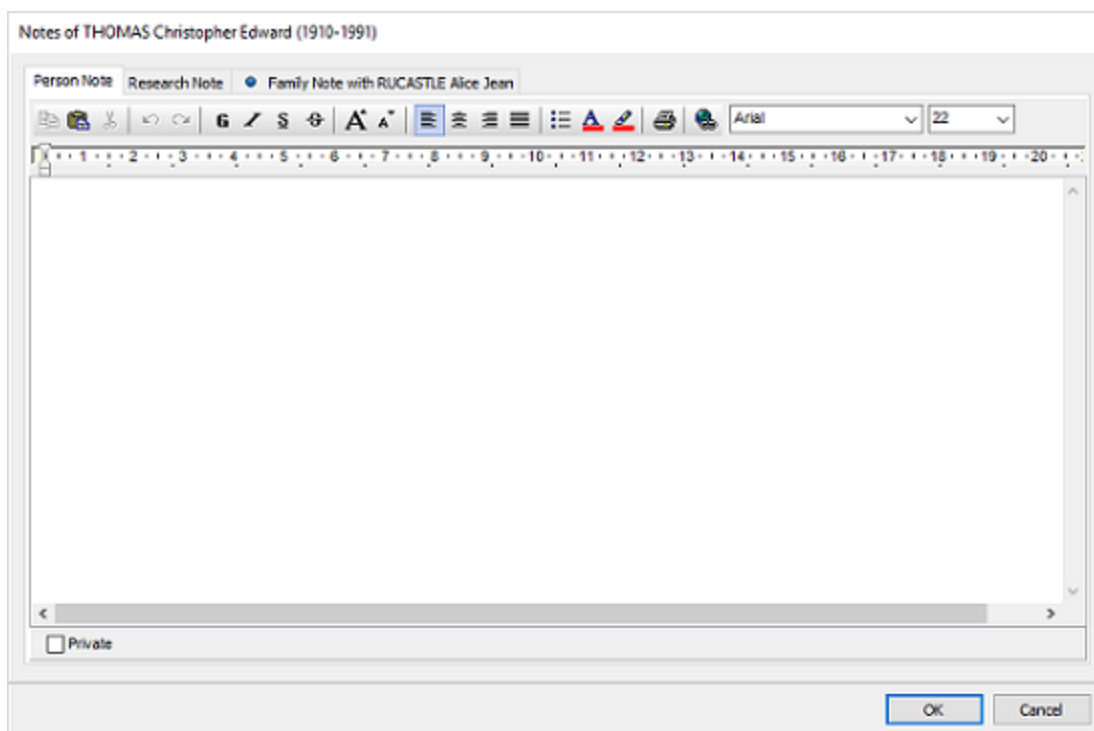 Notes of THOMAS Christopher Edward (1910-1991)
Person Note Research Note Family Note with RUCASTLE Alice Jean
G I S A A A Arial 22
1 2 3 4 5 6 7 8 9 10 11 12 13 14 15 16 17 18 19 20
Private
OK Cancel